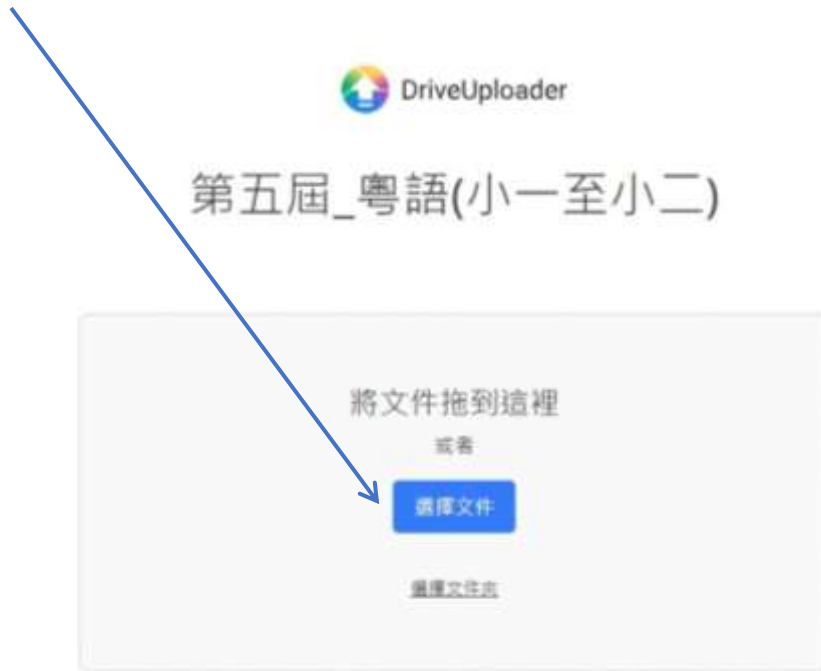 DriveUploader
第五屆_粵語(小一至小二)
將文件拖到這裡
或者
選擇文件
選擇文件夾